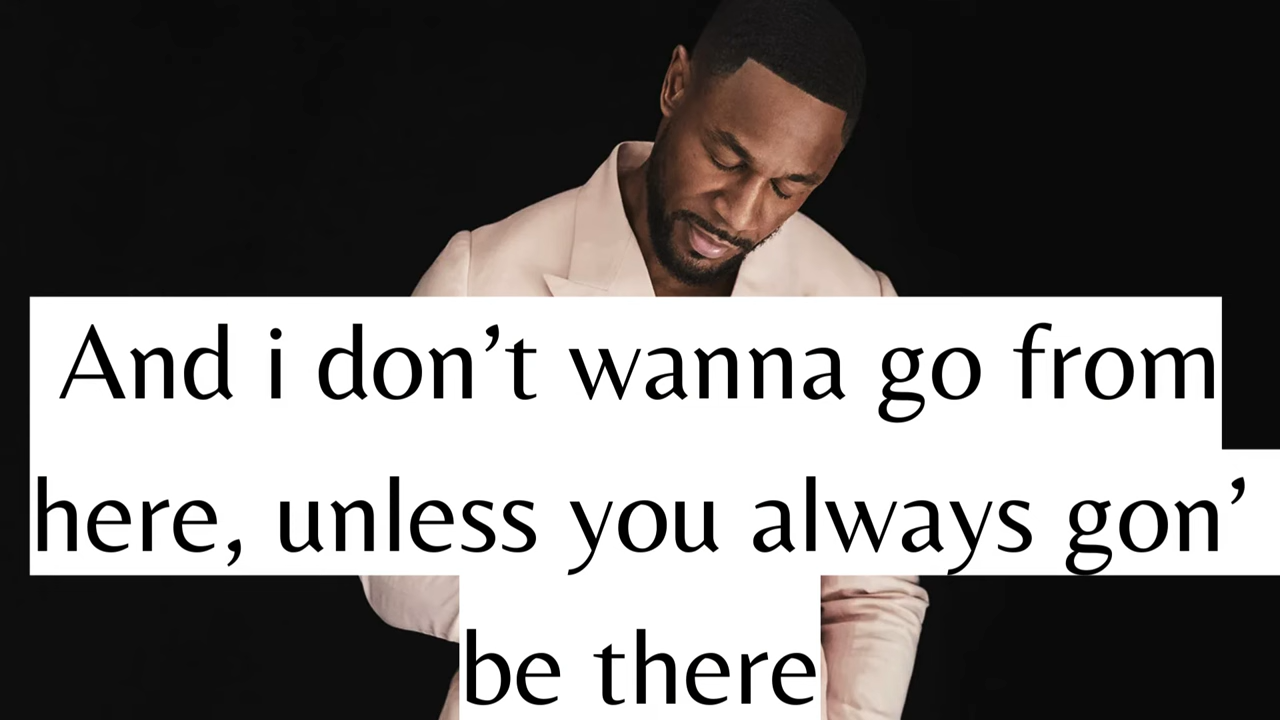 And i don’t wanna go from
here, unless you always gon’
be there